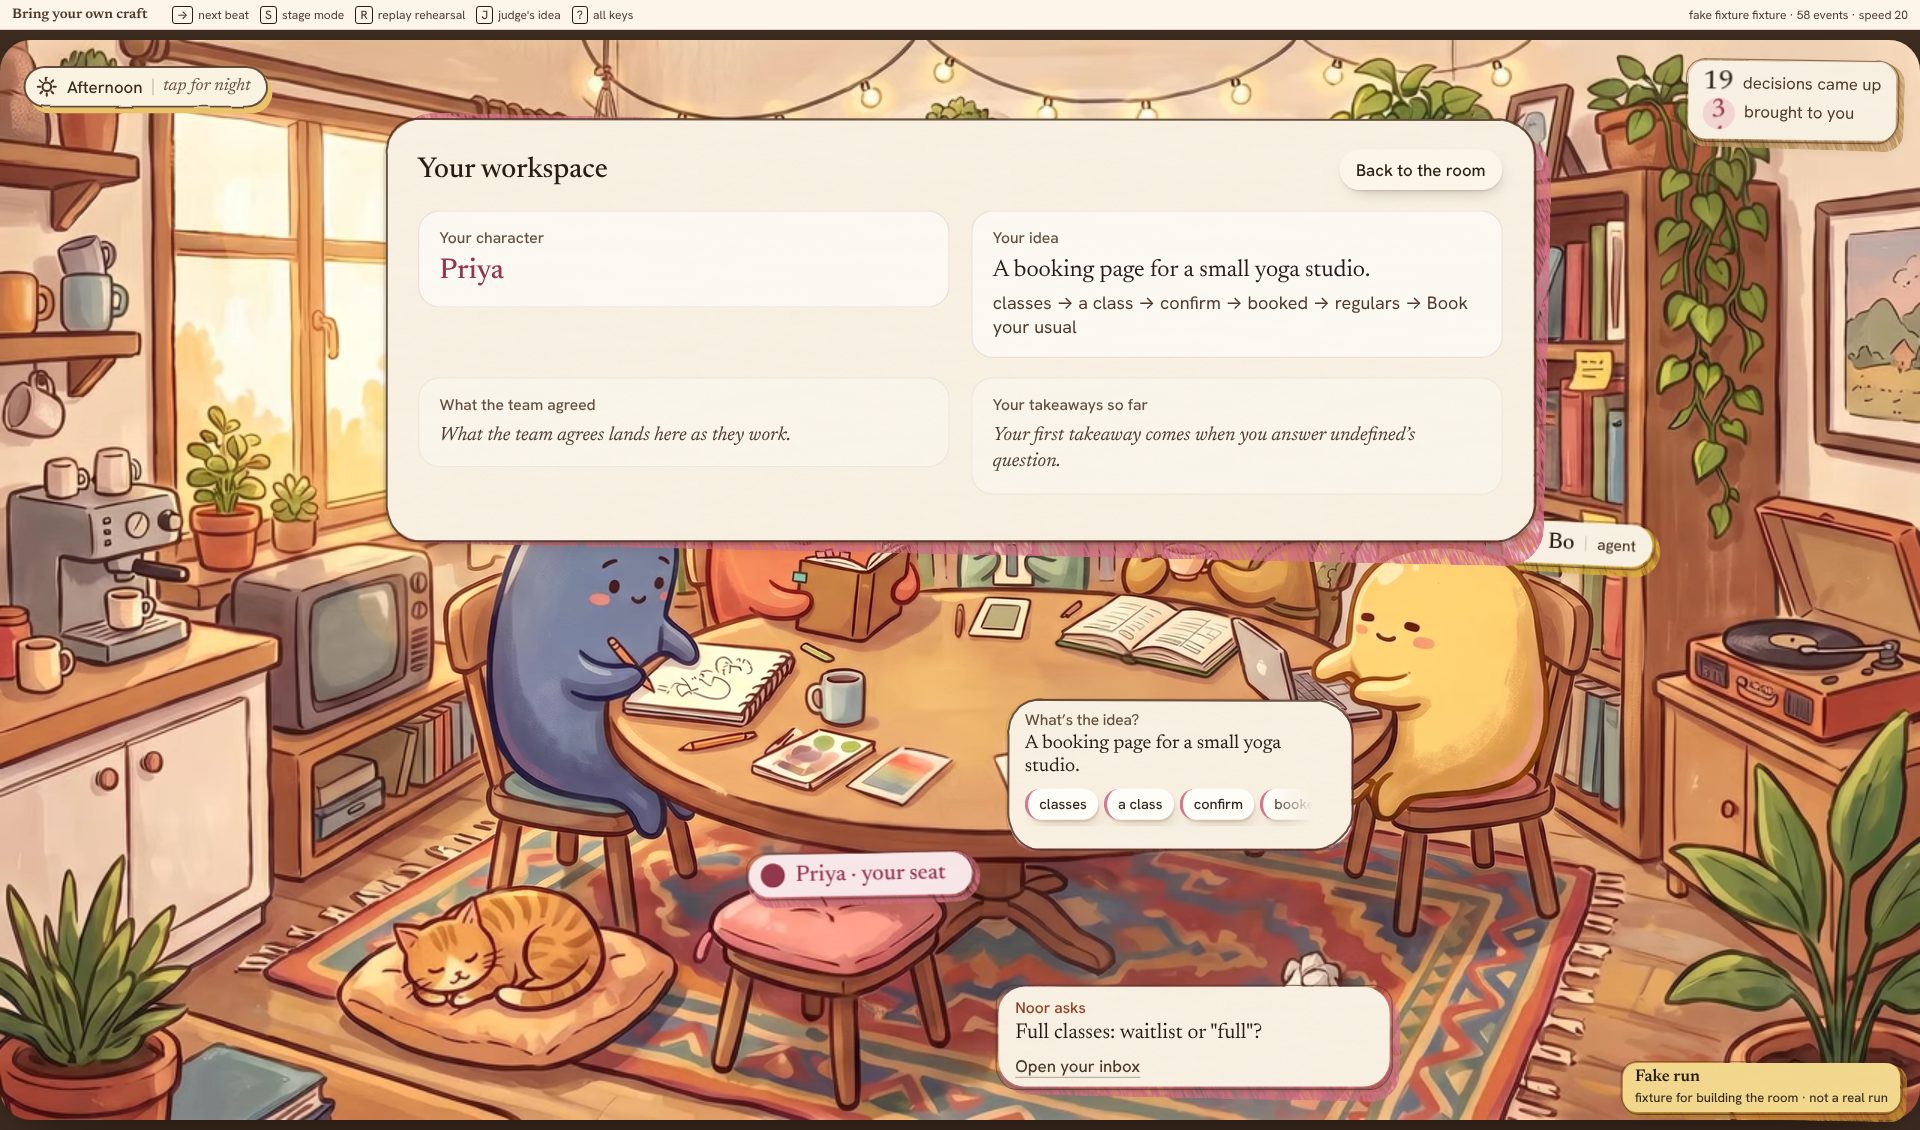 Bring your own craft
→ next beat S stage mode R replay rehearsal J judge's idea ? all keys
fake fixture fixture · 58 events · speed 20
Afternoon | tap for night
19 decisions came up
3 brought to you
Your workspace
Back to the room
Your character
Priya
Your idea
A booking page for a small yoga studio.
classes → a class → confirm → booked → regulars → Book
your usual
What the team agreed
What the team agrees lands here as they work.
Your takeaways so far
Your first takeaway comes when you answer undefined's
question.
Bo | agent
What's the idea?
A booking page for a small yoga
studio.
classes a class confirm book
Priya · your seat
Noor asks
Full classes: waitlist or "full"?
Open your inbox
Fake run
fixture for building the room · not a real run